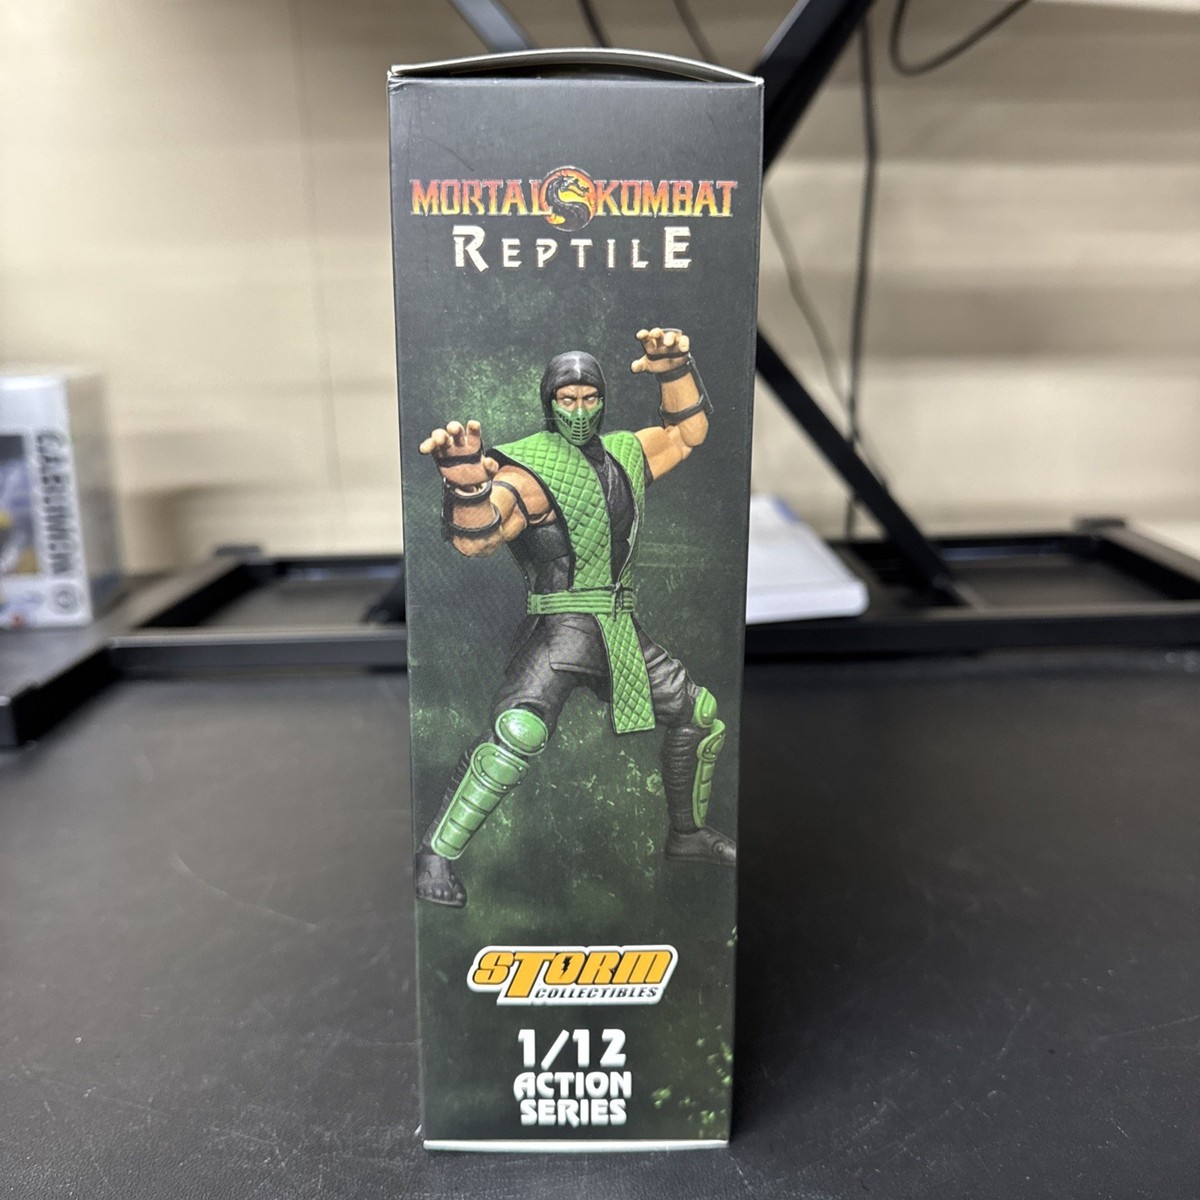 MORTAL KOMBAT
REPTILE
STORM
COLLECTIBLES
1/12
ACTION
SERIES